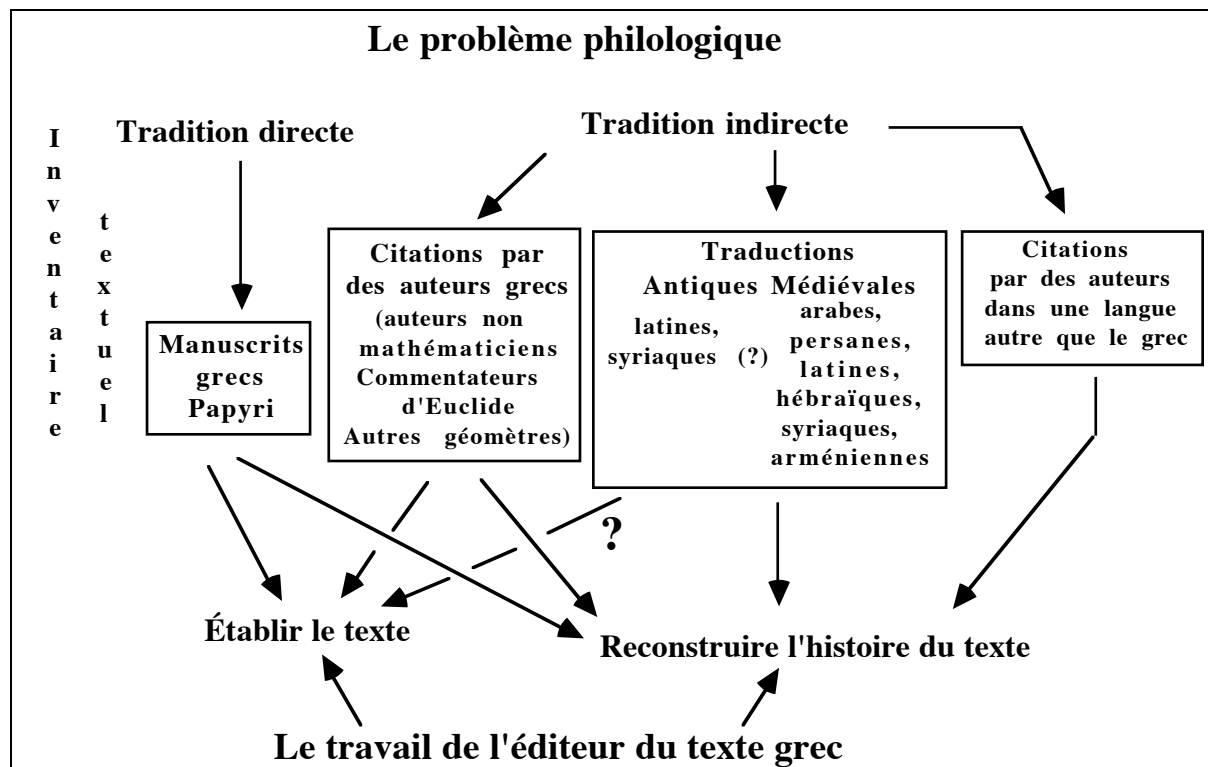 Le problème philologique
Inventaire
textuel
Tradition directe
Tradition indirecte
Manuscrits
grecs
Papyri
Citations par
des auteurs grecs
(auteurs non
mathématiciens
Commentateurs
d'Euclide
Autres géomètres)
Traductions
Antiques Médiévales
latines,
syriaques (?)
arabes,
persanes,
latines,
hébraïques,
syriaques,
arméniennes
Citations
par des auteurs
dans une langue
autre que le grec
?
Établir le texte
Reconstruire l'histoire du texte
Le travail de l'éditeur du texte grec